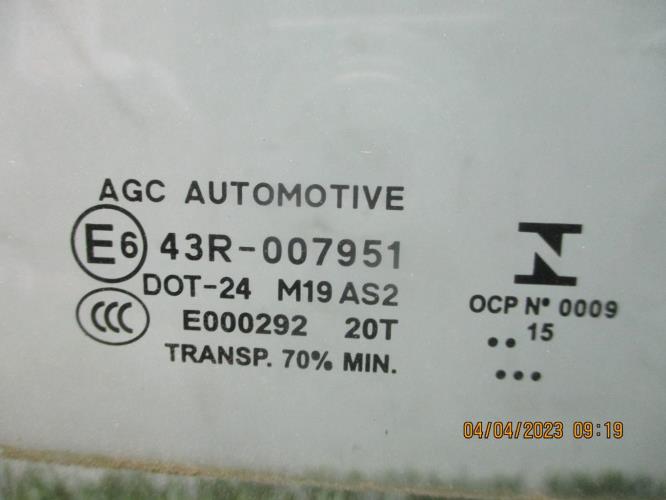 AGC AUTOMOTIVE
E6 43R-007951
DOT-24 M19 AS2
CCC E000292 20T
TRANSP. 70% MIN.
N
OCP Nº 0009
•• 15
•••
04/04/2023 09:19